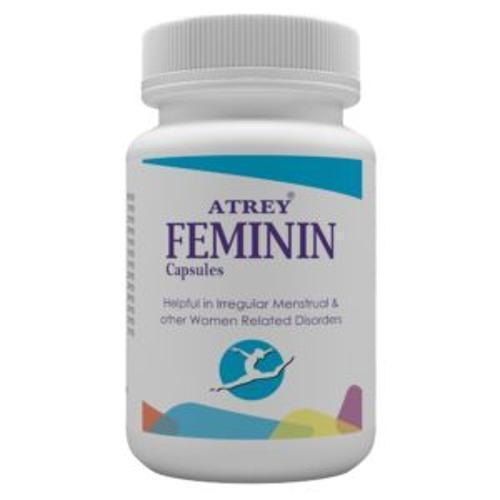 ATREY®
FEMININ
Capsules
Helpful in Irregular Menstrual &
other Women Related Disorders